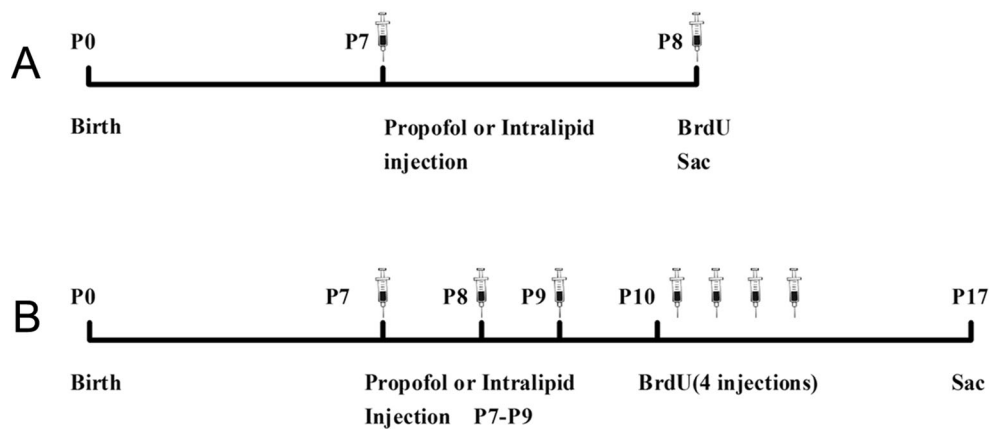 A
P0 P7 P8
Birth Propofol or Intralipid BrdU
injection Sac
B
P0 P7 P8 P9 P10 P17
Birth Propofol or Intralipid BrdU(4 injections) Sac
Injection P7-P9